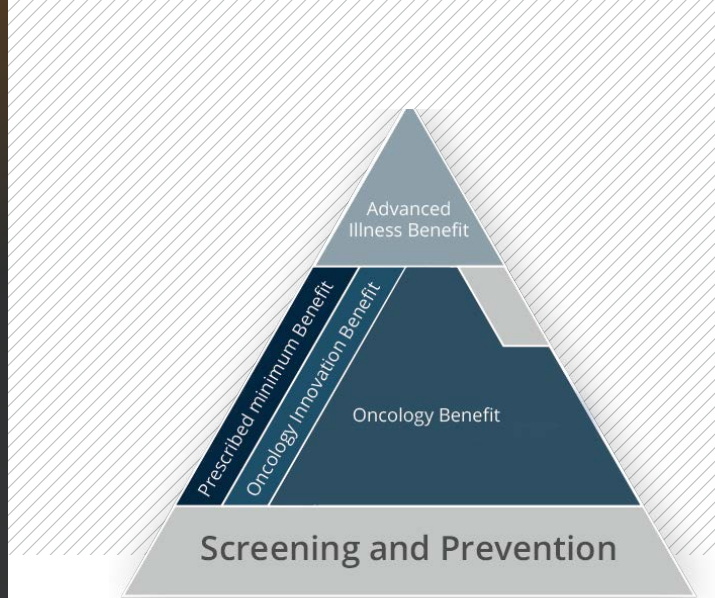 Advanced
Illness Benefit
Prescribed minimum Benefit
Oncology Innovation Benefit
Oncology Benefit
Screening and Prevention